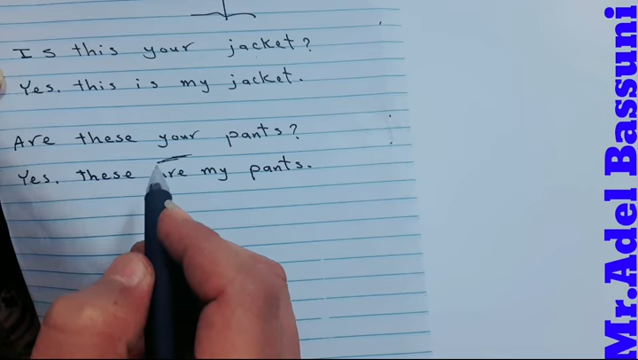 Is this your jacket?
Yes. this is my jacket.
Are these your pants?
Yes. these are my pants.
Mr.Adel Bassuni